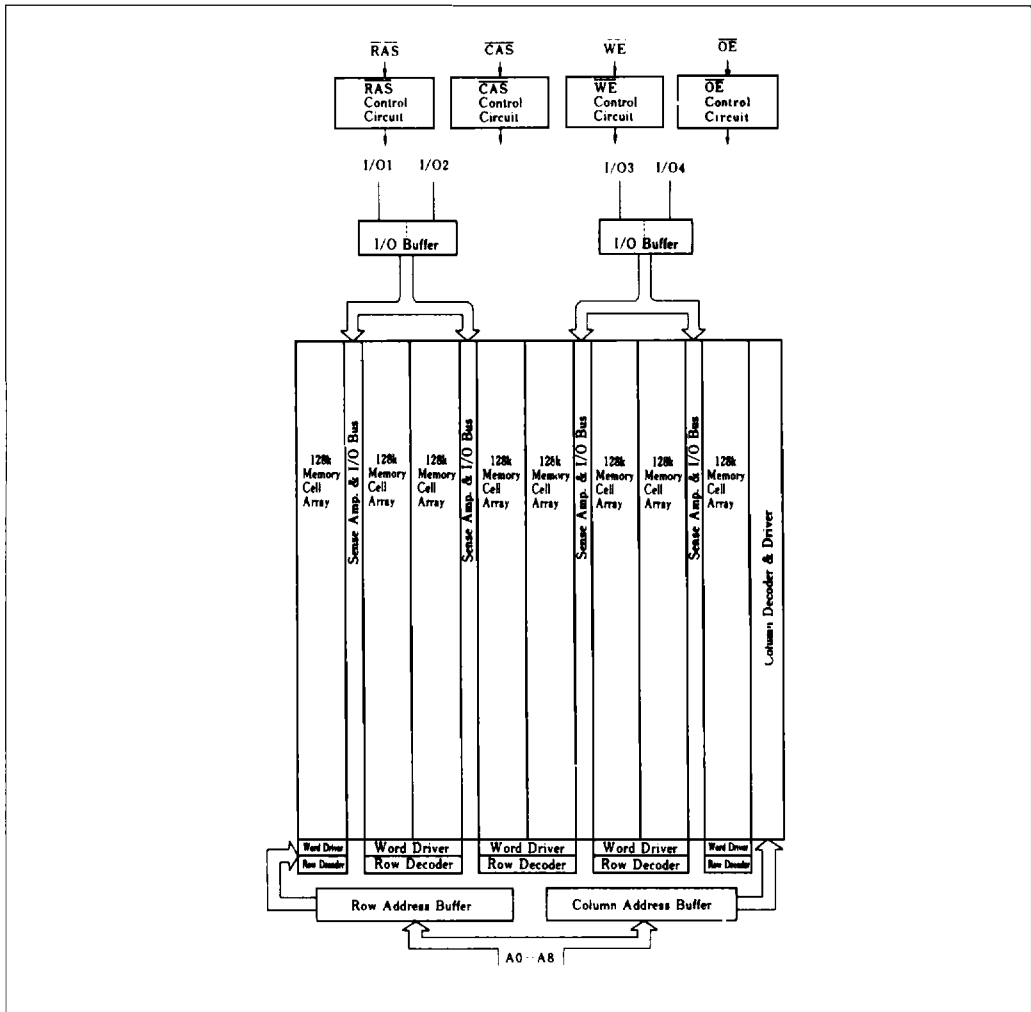 RAS CAS WE OE
RAS
Control
Circuit
CAS
Control
Circuit
WE
Control
Circuit
OE
Control
Circuit
I/O1 I/O2 I/O3 I/O4
I/O Buffer I/O Buffer
128k
Memory
Cell
Array
Sense Amp. & I/O Bus
128k
Memory
Cell
Array
128k
Memory
Cell
Array
Sense Amp. & I/O Bus
128k
Memory
Cell
Array
128k
Memory
Cell
Array
Sense Amp. & I/O Bus
128k
Memory
Cell
Array
128k
Memory
Cell
Array
Sense Amp. & I/O Bus
128k
Memory
Cell
Array
Column Decoder & Driver
Word Driver Word Driver Word Driver Word Driver Word Driver
Row Decoder Row Decoder Row Decoder Row Decoder Row Decoder
Row Address Buffer Column Address Buffer
A0--A8